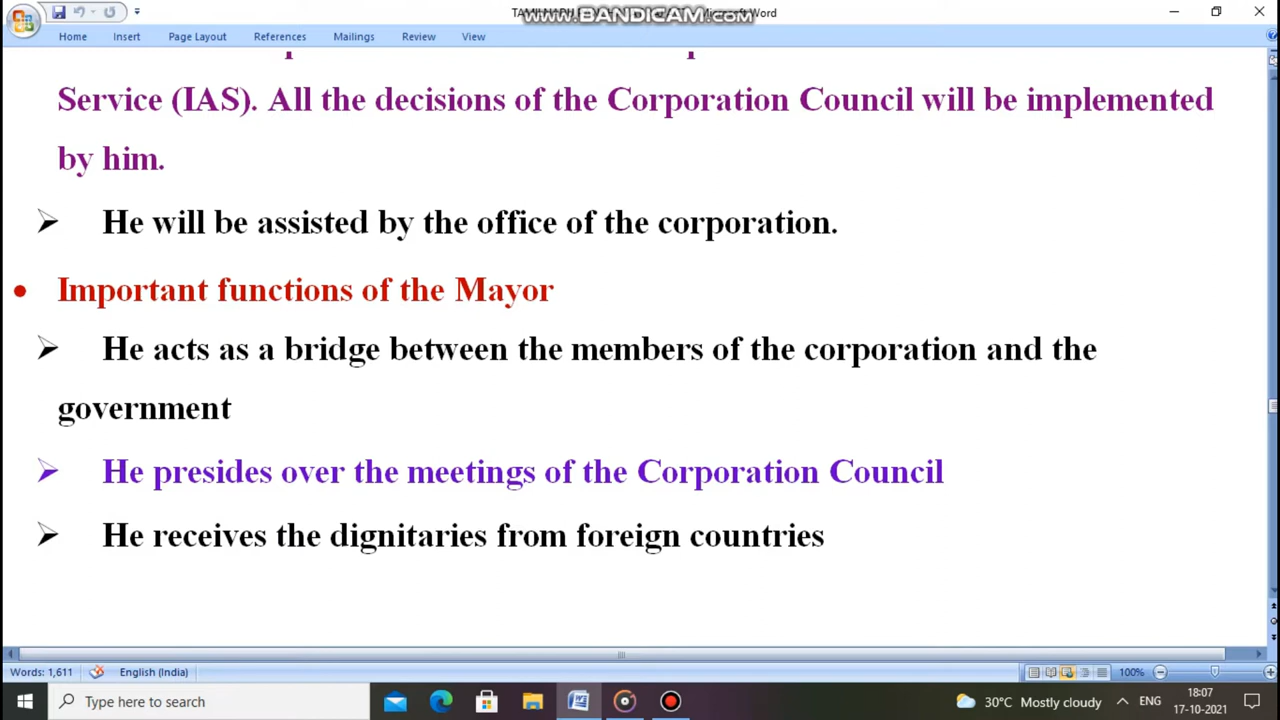 TAMILNADU
www.BANDICAM.com
Microsoft Word
Home Insert Page Layout References Mailings Review View
Service (IAS). All the decisions of the Corporation Council will be implemented
by him.
He will be assisted by the office of the corporation.
Important functions of the Mayor
He acts as a bridge between the members of the corporation and the
government
He presides over the meetings of the Corporation Council
He receives the dignitaries from foreign countries
Words: 1,611 English (India) 100%
Type here to search 30°C Mostly cloudy ENG 18:07
17-10-2021